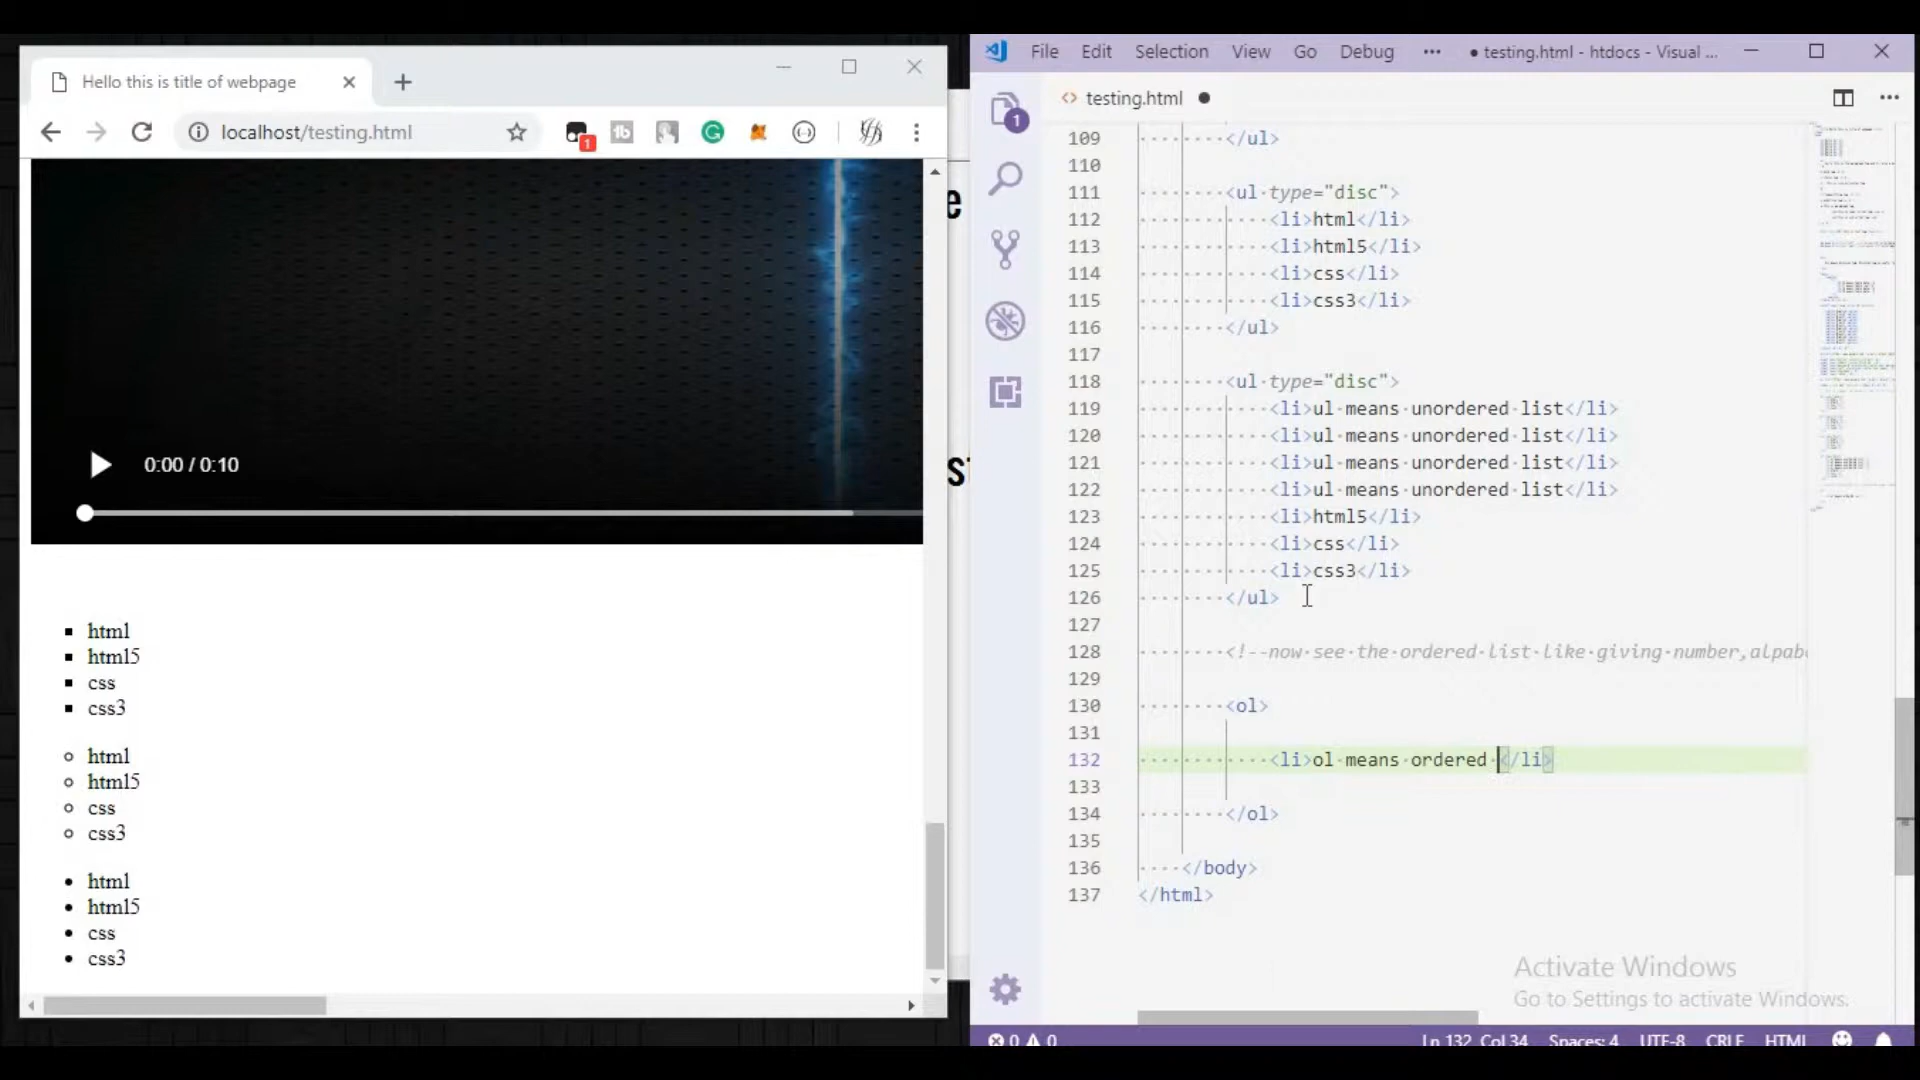 Hello this is title of webpage
localhost/testing.html
1
0:00 / 0:10
html
html5
css
css3
html
html5
css
css3
html
html5
css
css3
e
File Edit Selection View Go Debug ••• ● testing.html - htdocs - Visual ...
1
<> testing.html ●
109 </ul>
110
111 <ul type="disc">
112 <li>html</li>
113 <li>html5</li>
114 <li>css</li>
115 <li>css3</li>
116 </ul>
117
118 <ul type="disc">
119 <li>ul means unordered list</li>
120 <li>ul means unordered list</li>
121 <li>ul means unordered list</li>
122 <li>ul means unordered list</li>
123 <li>html5</li>
124 <li>css</li>
125 <li>css3</li>
126 </ul>
127
128 <!--now see the ordered list like giving number,alpab
129
130 <ol>
131
132 <li>ol means ordered </li>
133
134 </ol>
135
136 </body>
137 </html>
Activate Windows
Go to Settings to activate Windows.
0 0 Ln 132, Col 34 Spaces: 4 UTF-8 CRLF HTML